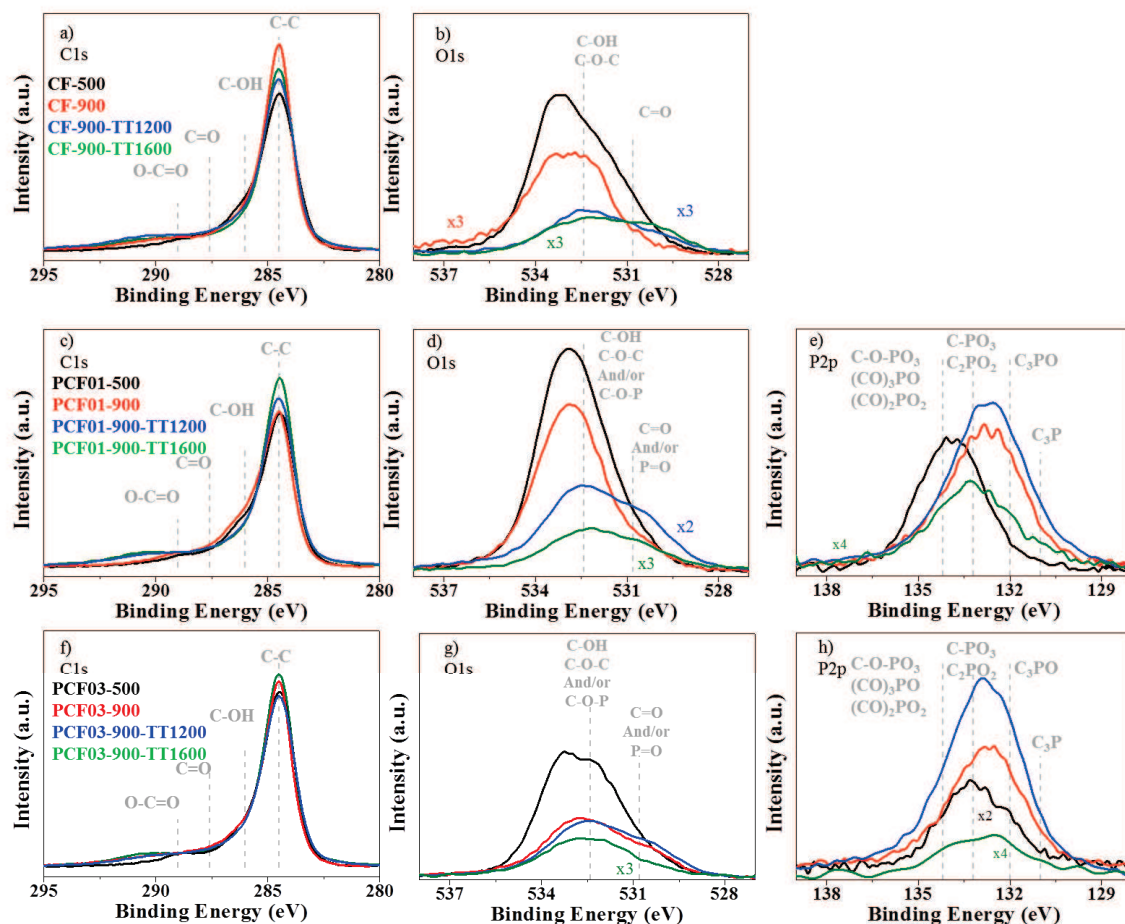 a)
C1s
C-C
C-OH
CF-500
CF-900
CF-900-TT1200
CF-900-TT1600
C=O
O-C=O
Intensity (a.u.)
295 290 285 280
Binding Energy (eV)
b)
O1s
C-OH
C-O-C
C=O
x3
x3
x3
Intensity (a.u.)
537 534 531 528
Binding Energy (eV)
c)
C1s
C-C
PCF01-500
PCF01-900
PCF01-900-TT1200
PCF01-900-TT1600
C-OH
C=O
O-C=O
Intensity (a.u.)
295 290 285 280
Binding Energy (eV)
d)
O1s
C-OH
C-O-C
And/or
C-O-P
C=O
And/or
P=O
x2
x3
Intensity (a.u.)
537 534 531 528
Binding Energy (eV)
e)
P2p
C-PO3
C-O-PO3 C2PO2 C3PO
(CO)3PO
(CO)2PO2
C3P
x4
Intensity (a.u.)
138 135 132 129
Binding Energy (eV)
f)
C1s
C-C
PCF03-500
PCF03-900
PCF03-900-TT1200
PCF03-900-TT1600
C-OH
C=O
O-C=O
Intensity (a.u.)
295 290 285 280
Binding Energy (eV)
g)
O1s
C-OH
C-O-C
And/or
C-O-P
C=O
And/or
P=O
x3
Intensity (a.u.)
537 534 531 528
Binding Energy (eV)
h)
P2p
C-PO3
C-O-PO3 C2PO2 C3PO
(CO)3PO
(CO)2PO2
C3P
x2
x4
Intensity (a.u.)
138 135 132 129
Binding Energy (eV)